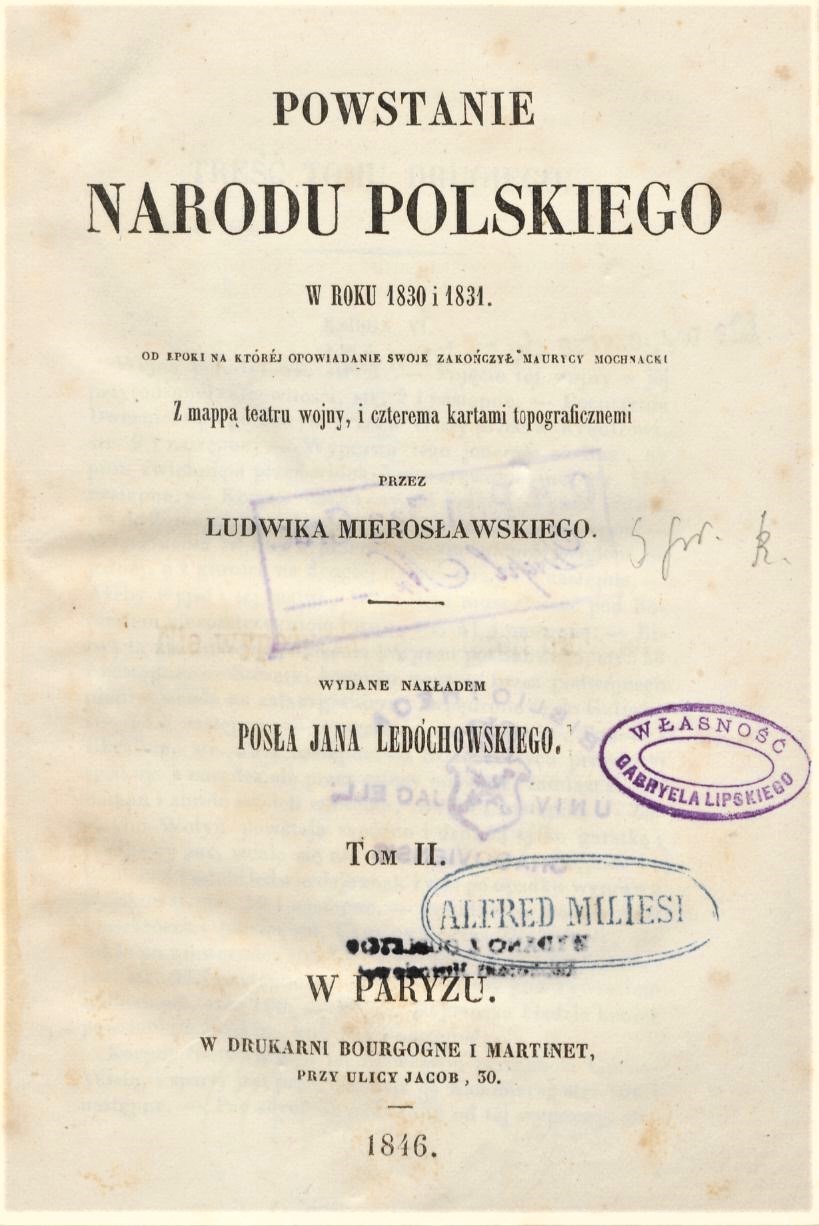 POWSTANIE
NARODU POLSKIEGO
W ROKU 1830 i 1831.
OD EPOKI NA KTÓRÉJ OPOWIADANIE SWOJE ZAKOŃCZYŁ MAURYCY MOCHNACKI
Z mappą teatru wojny, i czterema kartami topograficznemi
PRZEZ
LUDWIKA MIEROSŁAWSKIEGO.
WYDANE NAKŁADEM
POSŁA JANA LEDÓCHOWSKIEGO.
WŁASNOŚĆ
GABRYELA LIPSKIEGO
TOM II.
ALFRED MILIESI
W PARYŻU.
W DRUKARNI BOURGOGNE I MARTINET,
PRZY ULICY JACOB, 30.
1846.